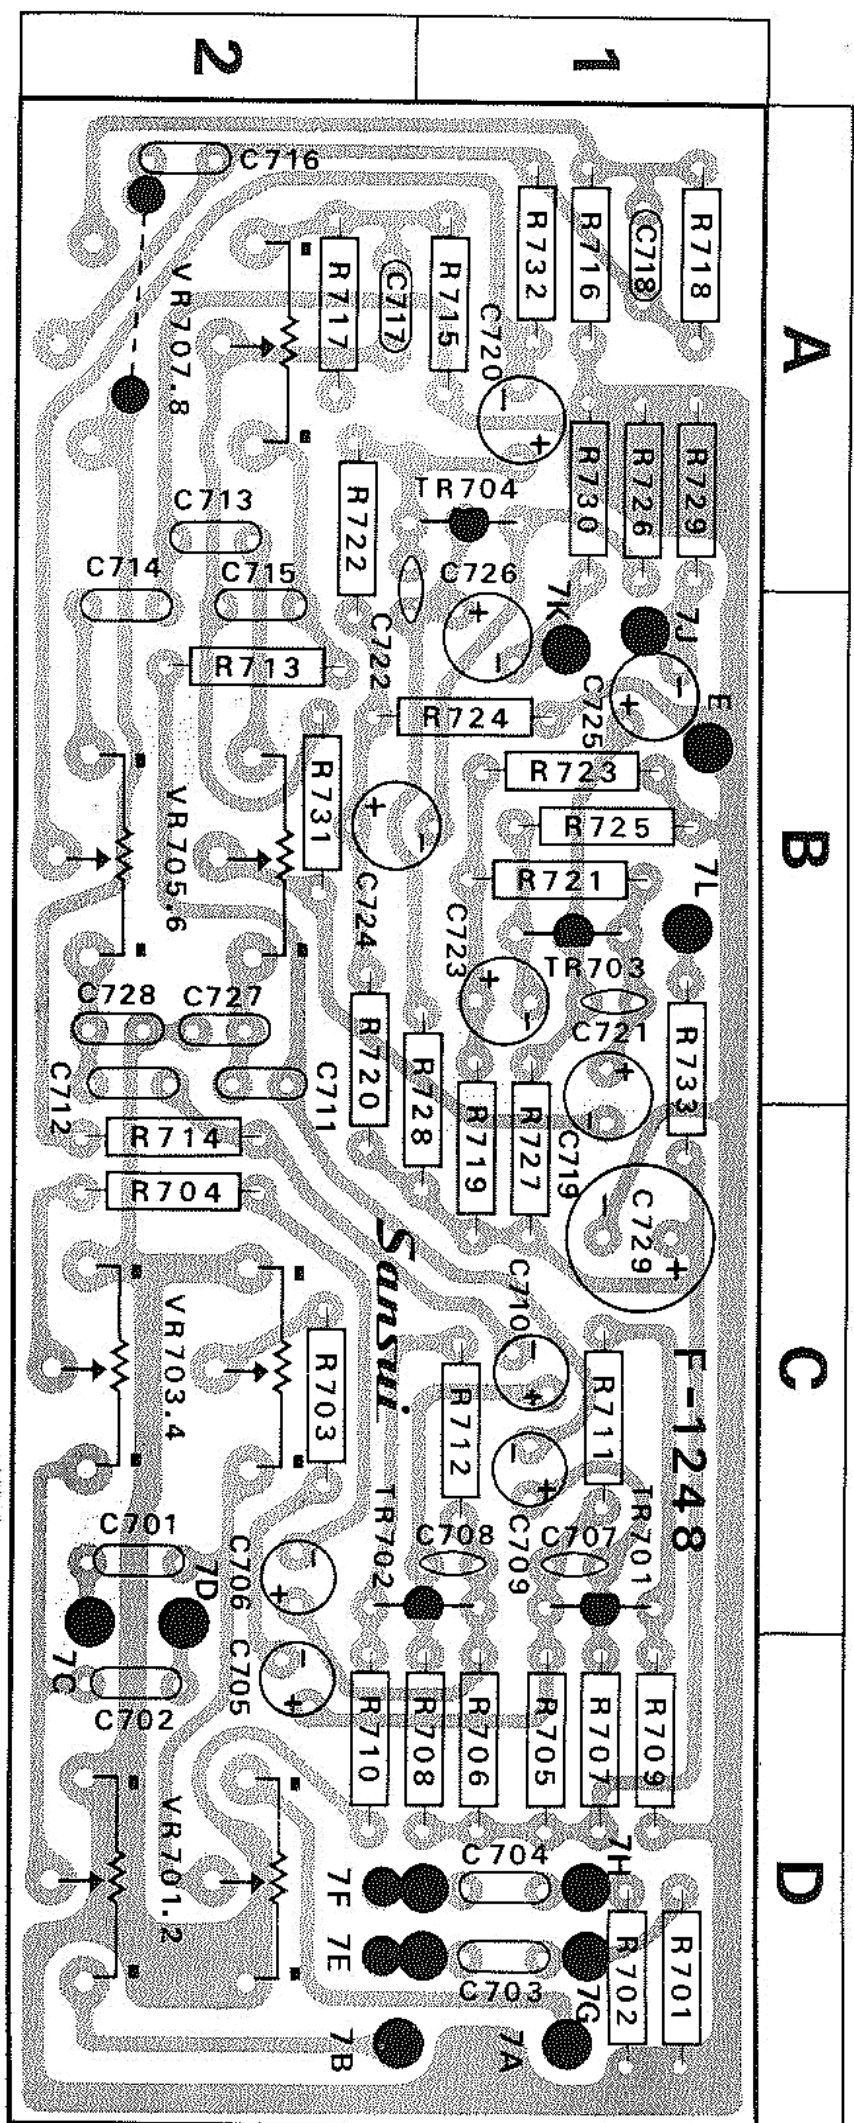 2
1
C716
R732
R716
C718
R718
VR707.8
R717
C717
R715
C720
A
-
+
R722
TR704
R730
R726
R729
C713
C714
C715
C726
7K
7J
+
-
C722
R713
C725
-
+
E
R724
R723
R731
+
-
VR705.6
R725
B
R721
7L
C724
C723
TR703
+
-
C728
C727
C721
R720
R728
R733
+
-
C712
C711
R714
R719
R727
C719
R704
-
C729
+
Sansui
C710
VR703.4
R703
-
+
R712
R711
F-1248
C
-
+
C709
C701
C706
-
+
TR702
C708
C707
TR701
7D
7C
C705
-
+
C702
R710
R708
R706
R705
R707
R709
VR701.2
7F
C704
7H
D
7E
C703
7G
R702
R701
7B
7A